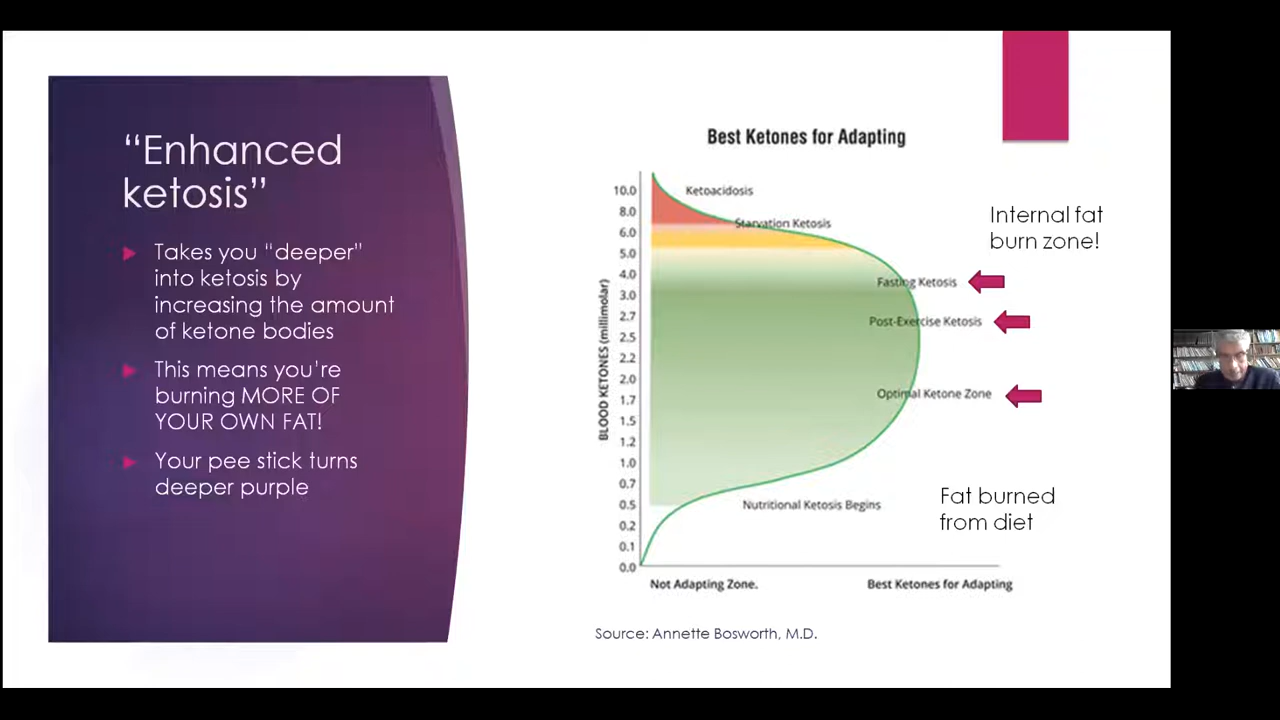 “Enhanced
ketosis”
Takes you “deeper”
into ketosis by
increasing the amount
of ketone bodies
This means you’re
burning MORE OF
YOUR OWN FAT!
Your pee stick turns
deeper purple
Best Ketones for Adapting
BLOOD KETONES (millimolar)
10.0
8.0
6.0
5.0
4.0
3.0
2.7
2.5
2.2
2.0
1.7
1.5
1.2
1.0
0.7
0.5
0.2
0.1
0.0
Ketoacidosis
Starvation Ketosis
Fasting Ketosis
Post-Exercise Ketosis
Optimal Ketone Zone
Nutritional Ketosis Begins
Not Adapting Zone.
Best Ketones for Adapting
Internal fat
burn zone!
Fat burned
from diet
Source: Annette Bosworth, M.D.